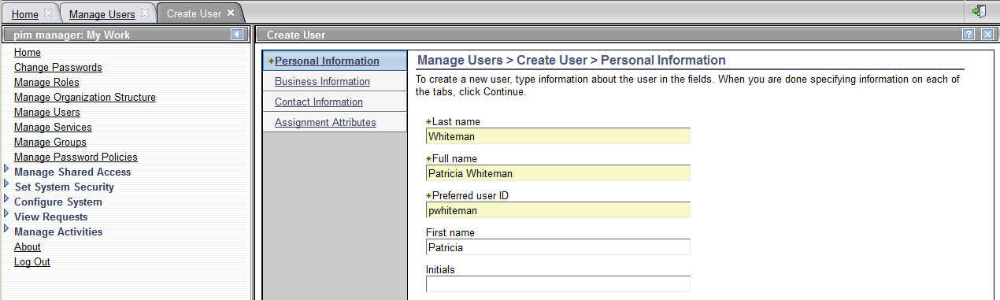 Home
Manage Users
Create User
pim manager: My Work
Home
Change Passwords
Manage Roles
Manage Organization Structure
Manage Users
Manage Services
Manage Groups
Manage Password Policies
Manage Shared Access
Set System Security
Configure System
View Requests
Manage Activities
About
Log Out
Create User
?
*Personal Information
Business Information
Contact Information
Assignment Attributes
Manage Users > Create User > Personal Information
To create a new user, type information about the user in the fields. When you are done specifying information on each of
the tabs, click Continue.
*Last name
Whiteman
*Full name
Patricia Whiteman
*Preferred user ID
pwhiteman
First name
Patricia
Initials